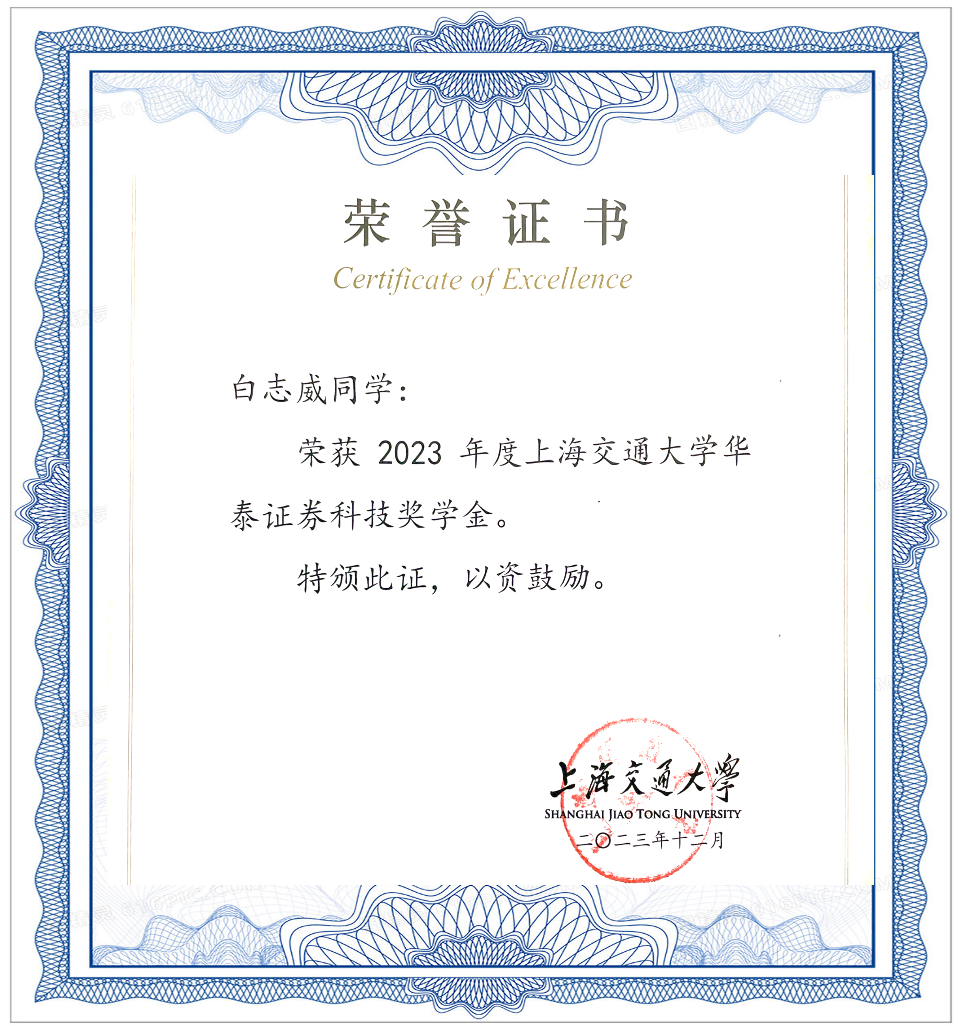 荣誉证书
Certificate of Excellence
白志威同学：
荣获 2023 年度上海交通大学华
泰证券科技奖学金。
特颁此证，以资鼓励。
上海交通大学
SHANGHAI JIAO TONG UNIVERSITY
二〇二三年十二月